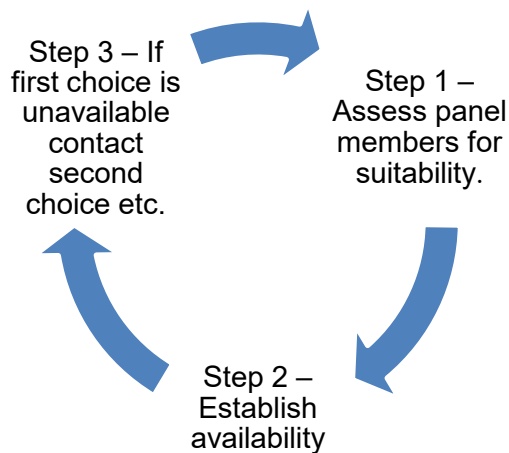 Step 1 –
Assess panel
members for
suitability.
Step 2 –
Establish
availability
Step 3 – If
first choice is
unavailable
contact
second
choice etc.